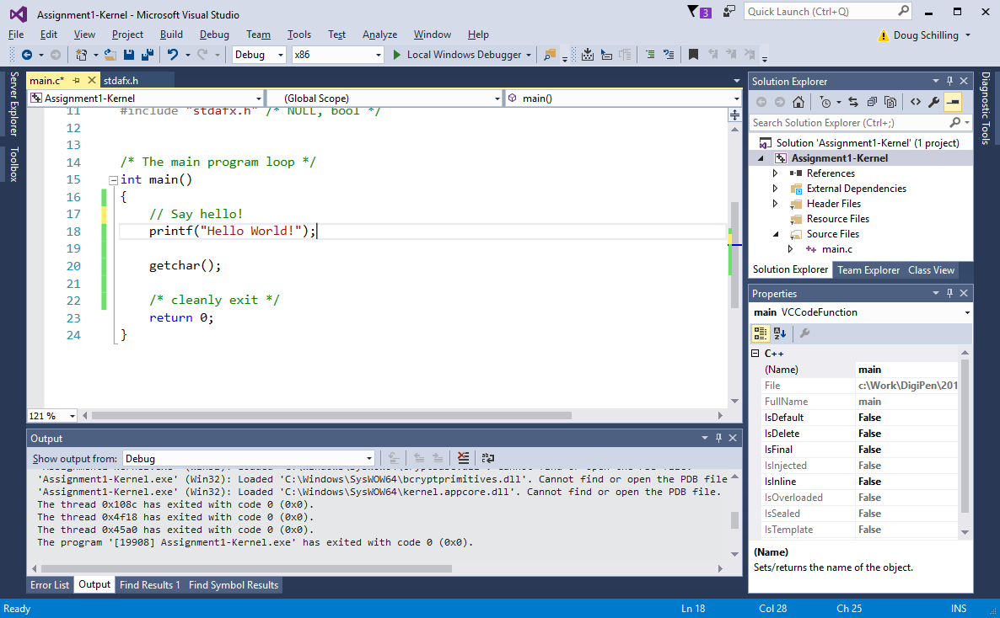 Assignment1-Kernel - Microsoft Visual Studio
3
Quick Launch (Ctrl+Q)
File Edit View Project Build Debug Team Tools Test Analyze Window Help
Doug Schilling
Debug x86 Local Windows Debugger
Server Explorer
Toolbox
main.c* stdafx.h
Assignment1-Kernel (Global Scope) main()
11 #include "stdafx.h" /* NULL, bool */
12
13
14 /* The main program loop */
15 int main()
16 {
17 // Say hello!
18 printf("Hello World!");
19
20 getchar();
21
22 /* cleanly exit */
23 return 0;
24 }
121 %
Output
Show output from: Debug
'Assignment1-Kernel.exe' (Win32): Loaded 'C:\Windows\SysWOW64\bcryptprimitives.dll'. Cannot find or open the PDB file
'Assignment1-Kernel.exe' (Win32): Loaded 'C:\Windows\SysWOW64\kernel.appcore.dll'. Cannot find or open the PDB file.
The thread 0x108c has exited with code 0 (0x0).
The thread 0x4f18 has exited with code 0 (0x0).
The thread 0x45a0 has exited with code 0 (0x0).
The program '[19908] Assignment1-Kernel.exe' has exited with code 0 (0x0).
Error List Output Find Results 1 Find Symbol Results
Solution Explorer
Search Solution Explorer (Ctrl+;)
Solution 'Assignment1-Kernel' (1 project)
Assignment1-Kernel
References
External Dependencies
Header Files
Resource Files
Source Files
main.c
Solution Explorer Team Explorer Class View
Properties
main VCCodeFunction
C++
(Name) main
File c:\Work\DigiPen\201
FullName main
IsDefault False
IsDelete False
IsFinal False
IsInjected False
IsInline False
IsOverloaded False
IsSealed False
IsTemplate False
(Name)
Sets/returns the name of the object.
Diagnostic Tools
Ready Ln 18 Col 28 Ch 25 INS